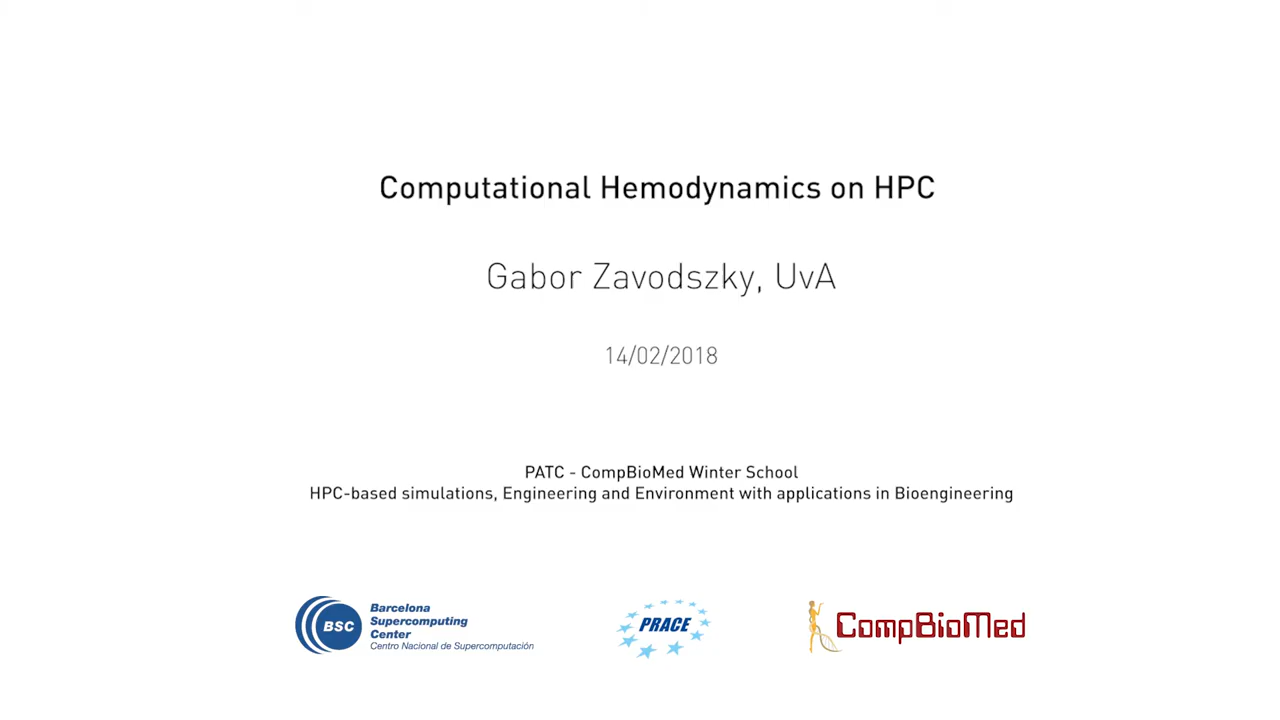 Computational Hemodynamics on HPC
Gabor Zavodszky, UvA
14/02/2018
PATC - CompBioMed Winter School
HPC-based simulations, Engineering and Environment with applications in Bioengineering
BSC
Barcelona
Supercomputing
Center
Centro Nacional de Supercomputación
PRACE
CompBioMed